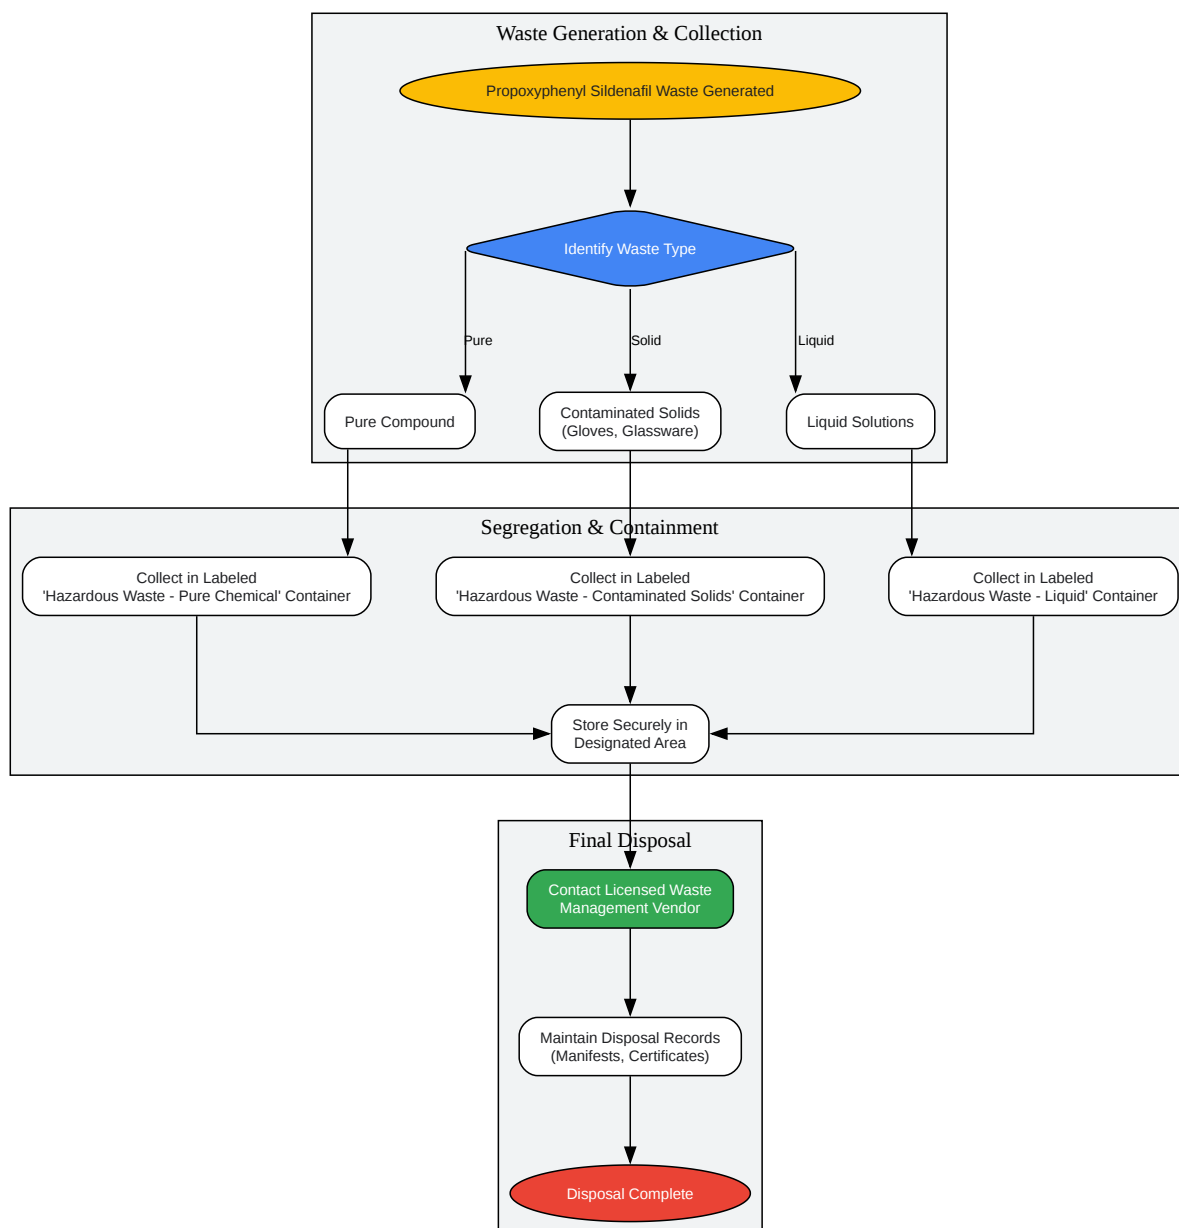 Waste Generation & Collection
Propoxyphenyl Sildenafil Waste Generated
Identify Waste Type
Pure
Solid
Liquid
Pure Compound
Contaminated Solids
(Gloves, Glassware)
Liquid Solutions
Segregation & Containment
Collect in Labeled
'Hazardous Waste - Pure Chemical' Container
Collect in Labeled
'Hazardous Waste - Contaminated Solids' Container
Collect in Labeled
'Hazardous Waste - Liquid' Container
Store Securely in
Designated Area
Final Disposal
Contact Licensed Waste
Management Vendor
Maintain Disposal Records
(Manifests, Certificates)
Disposal Complete